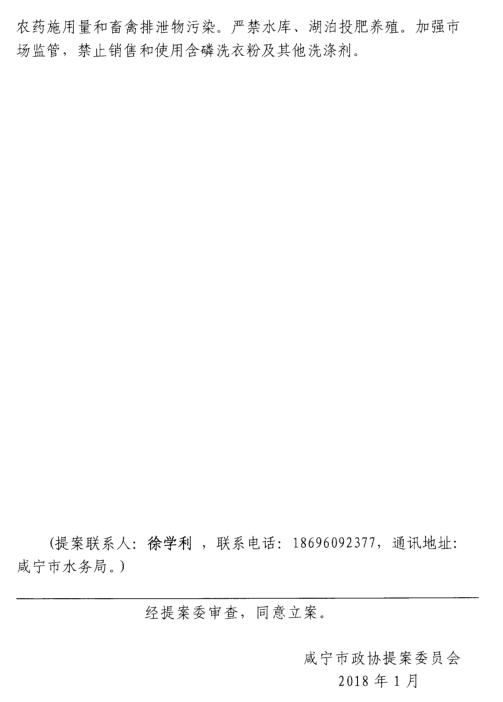 农药施用量和畜禽排泄物污染。严禁水库、湖泊投肥养殖。加强市
场监管，禁止销售和使用含磷洗衣粉及其他洗涤剂。
(提案联系人：徐学利 ，联系电话：18696092377，通讯地址：
咸宁市水务局。)
经提案委审查，同意立案。
咸宁市政协提案委员会
2018 年 1 月